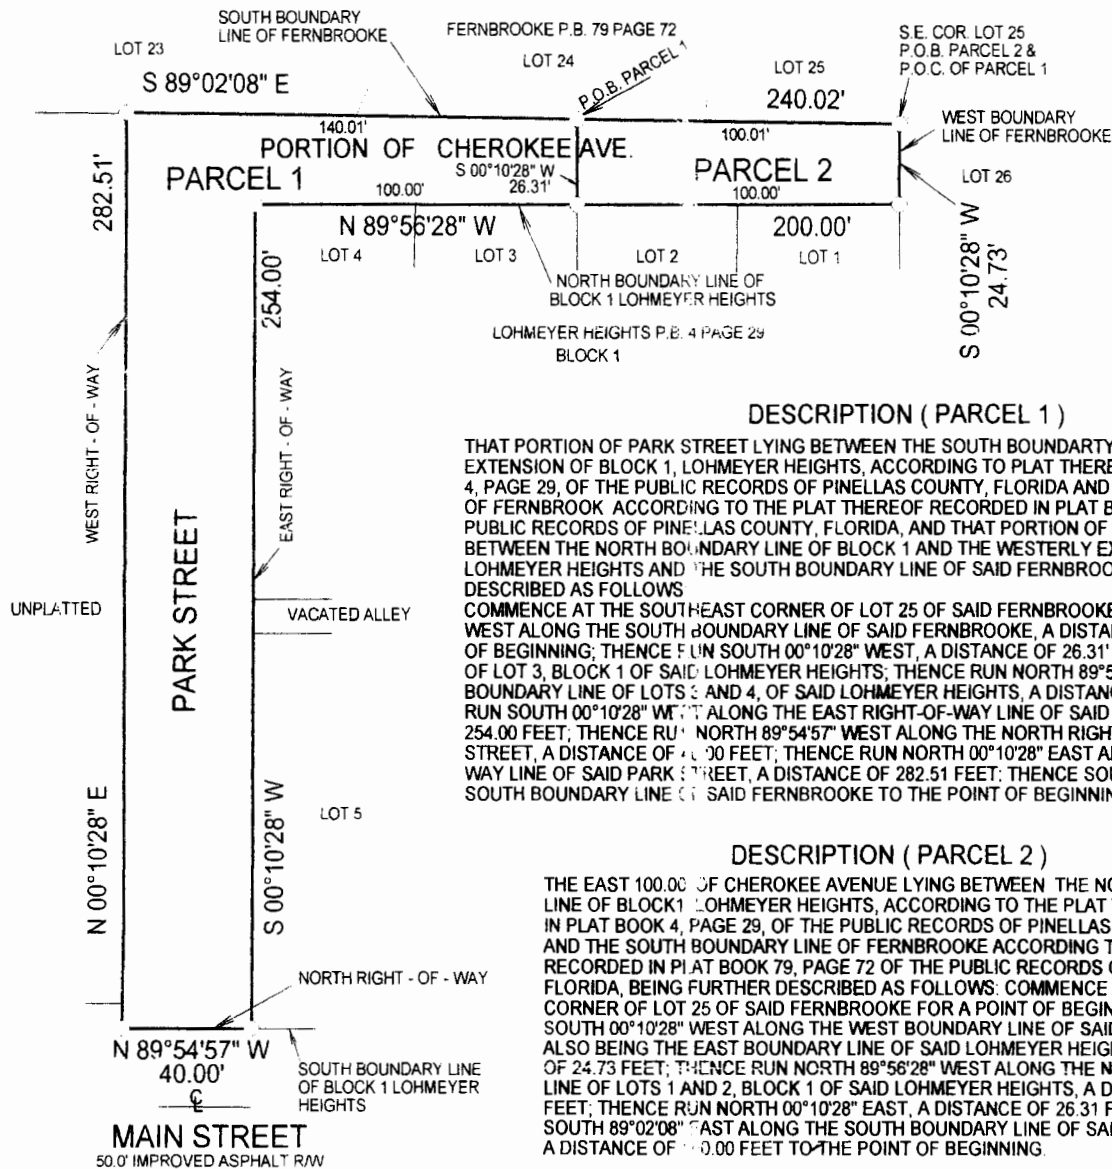 SOUTH BOUNDARY
LINE OF FERNBROOKE
FERNBROOKE P.B. 79 PAGE 72
S.E. COR. LOT 25
P.O.B. PARCEL 2 &
P.O.C. OF PARCEL 1
LOT 23
LOT 24
LOT 25
S 89°02'08" E
P.O.B. PARCEL 1
240.02'
WEST BOUNDARY
LINE OF FERNBROOKE
140.01'
100.01'
PORTION OF CHEROKEE AVE.
PARCEL 1
S 00°10'28" W
26.31'
PARCEL 2
LOT 26
282.51'
100.00'
100.00'
N 89°56'28" W
200.00'
S 00°10'28" W
24.73'
LOT 4
LOT 3
LOT 2
LOT 1
254.00'
NORTH BOUNDARY LINE OF
BLOCK 1 LOHMEYER HEIGHTS
LOHMEYER HEIGHTS P.B. 4 PAGE 29
BLOCK 1
WEST RIGHT - OF - WAY
EAST RIGHT - OF - WAY
PARK STREET
UNPLATTED
VACATED ALLEY
N 00°10'28" E
S 00°10'28" W
LOT 5
NORTH RIGHT - OF - WAY
N 89°54'57" W
40.00'
SOUTH BOUNDARY LINE
OF BLOCK 1 LOHMEYER
HEIGHTS
MAIN STREET
50.0' IMPROVED ASPHALT R/W
DESCRIPTION ( PARCEL 1 )
THAT PORTION OF PARK STREET LYING BETWEEN THE SOUTH BOUNDARTY
EXTENSION OF BLOCK 1, LOHMEYER HEIGHTS, ACCORDING TO PLAT THERE
4, PAGE 29, OF THE PUBLIC RECORDS OF PINELLAS COUNTY, FLORIDA AND
OF FERNBROOK ACCORDING TO THE PLAT THEREOF RECORDED IN PLAT B
PUBLIC RECORDS OF PINELLAS COUNTY, FLORIDA, AND THAT PORTION OF
BETWEEN THE NORTH BOUNDARY LINE OF BLOCK 1 AND THE WESTERLY EX
LOHMEYER HEIGHTS AND THE SOUTH BOUNDARY LINE OF SAID FERNBROO
DESCRIBED AS FOLLOWS
COMMENCE AT THE SOUTHEAST CORNER OF LOT 25 OF SAID FERNBROOKE
WEST ALONG THE SOUTH BOUNDARY LINE OF SAID FERNBROOKE, A DISTA
OF BEGINNING; THENCE RUN SOUTH 00°10'28" WEST, A DISTANCE OF 26.31'
OF LOT 3, BLOCK 1 OF SAID LOHMEYER HEIGHTS; THENCE RUN NORTH 89°5
BOUNDARY LINE OF LOTS 3 AND 4, OF SAID LOHMEYER HEIGHTS, A DISTAN
RUN SOUTH 00°10'28" WEST ALONG THE EAST RIGHT-OF-WAY LINE OF SAID
254.00 FEET; THENCE RUN NORTH 89°54'57" WEST ALONG THE NORTH RIGH
STREET, A DISTANCE OF 40.00 FEET; THENCE RUN NORTH 00°10'28" EAST A
WAY LINE OF SAID PARK STREET, A DISTANCE OF 282.51 FEET; THENCE SO
SOUTH BOUNDARY LINE OF SAID FERNBROOKE TO THE POINT OF BEGINNIN
DESCRIPTION ( PARCEL 2 )
THE EAST 100.00 OF CHEROKEE AVENUE LYING BETWEEN THE NO
LINE OF BLOCK1 LOHMEYER HEIGHTS, ACCORDING TO THE PLAT
IN PLAT BOOK 4, PAGE 29, OF THE PUBLIC RECORDS OF PINELLAS
AND THE SOUTH BOUNDARY LINE OF FERNBROOKE ACCORDING T
RECORDED IN PLAT BOOK 79, PAGE 72 OF THE PUBLIC RECORDS
FLORIDA, BEING FURTHER DESCRIBED AS FOLLOWS: COMMENCE
CORNER OF LOT 25 OF SAID FERNBROOKE FOR A POINT OF BEGIN
SOUTH 00°10'28" WEST ALONG THE WEST BOUNDARY LINE OF SAID
ALSO BEING THE EAST BOUNDARY LINE OF SAID LOHMEYER HEIG
OF 24.73 FEET; THENCE RUN NORTH 89°56'28" WEST ALONG THE N
LINE OF LOTS 1 AND 2, BLOCK 1 OF SAID LOHMEYER HEIGHTS, A D
FEET; THENCE RUN NORTH 00°10'28" EAST, A DISTANCE OF 26.31 F
SOUTH 89°02'08" EAST ALONG THE SOUTH BOUNDARY LINE OF SAI
A DISTANCE OF FEET TO THE POINT OF BEGINNING.